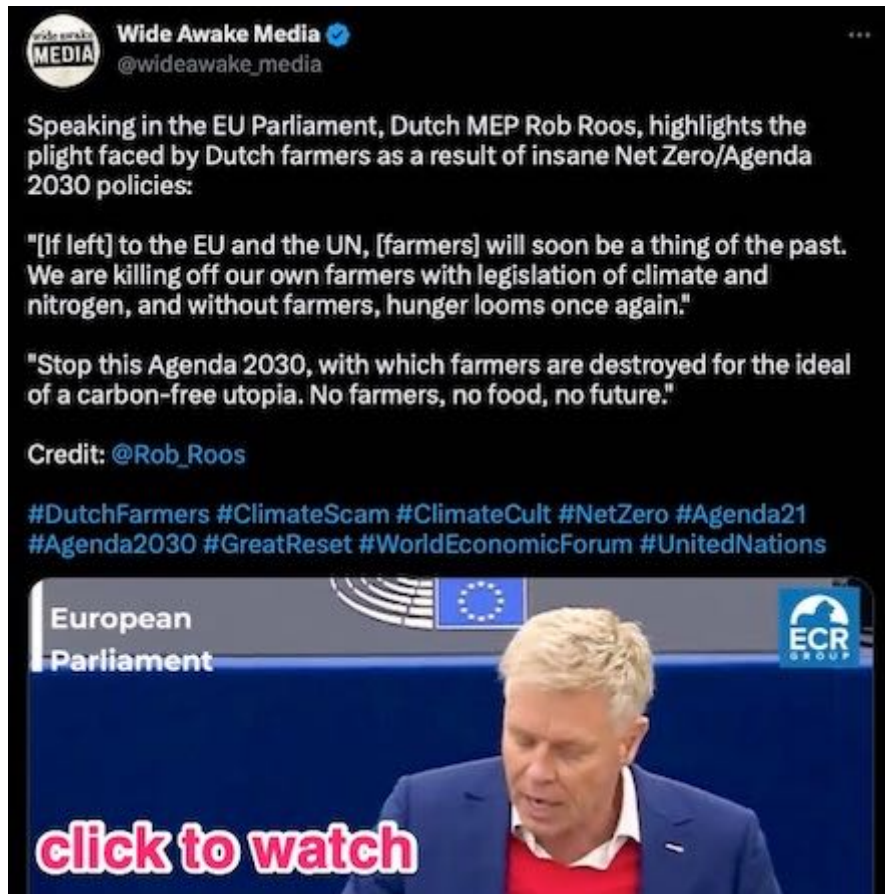 wide awake
MEDIA
Wide Awake Media
@wideawake_media
Speaking in the EU Parliament, Dutch MEP Rob Roos, highlights the
plight faced by Dutch farmers as a result of insane Net Zero/Agenda
2030 policies:
"[If left] to the EU and the UN, [farmers] will soon be a thing of the past.
We are killing off our own farmers with legislation of climate and
nitrogen, and without farmers, hunger looms once again."
"Stop this Agenda 2030, with which farmers are destroyed for the ideal
of a carbon-free utopia. No farmers, no food, no future."
Credit: @Rob_Roos
#DutchFarmers #ClimateScam #ClimateCult #NetZero #Agenda21
#Agenda2030 #GreatReset #WorldEconomicForum #UnitedNations
European
Parliament
ECR
GROUP
click to watch